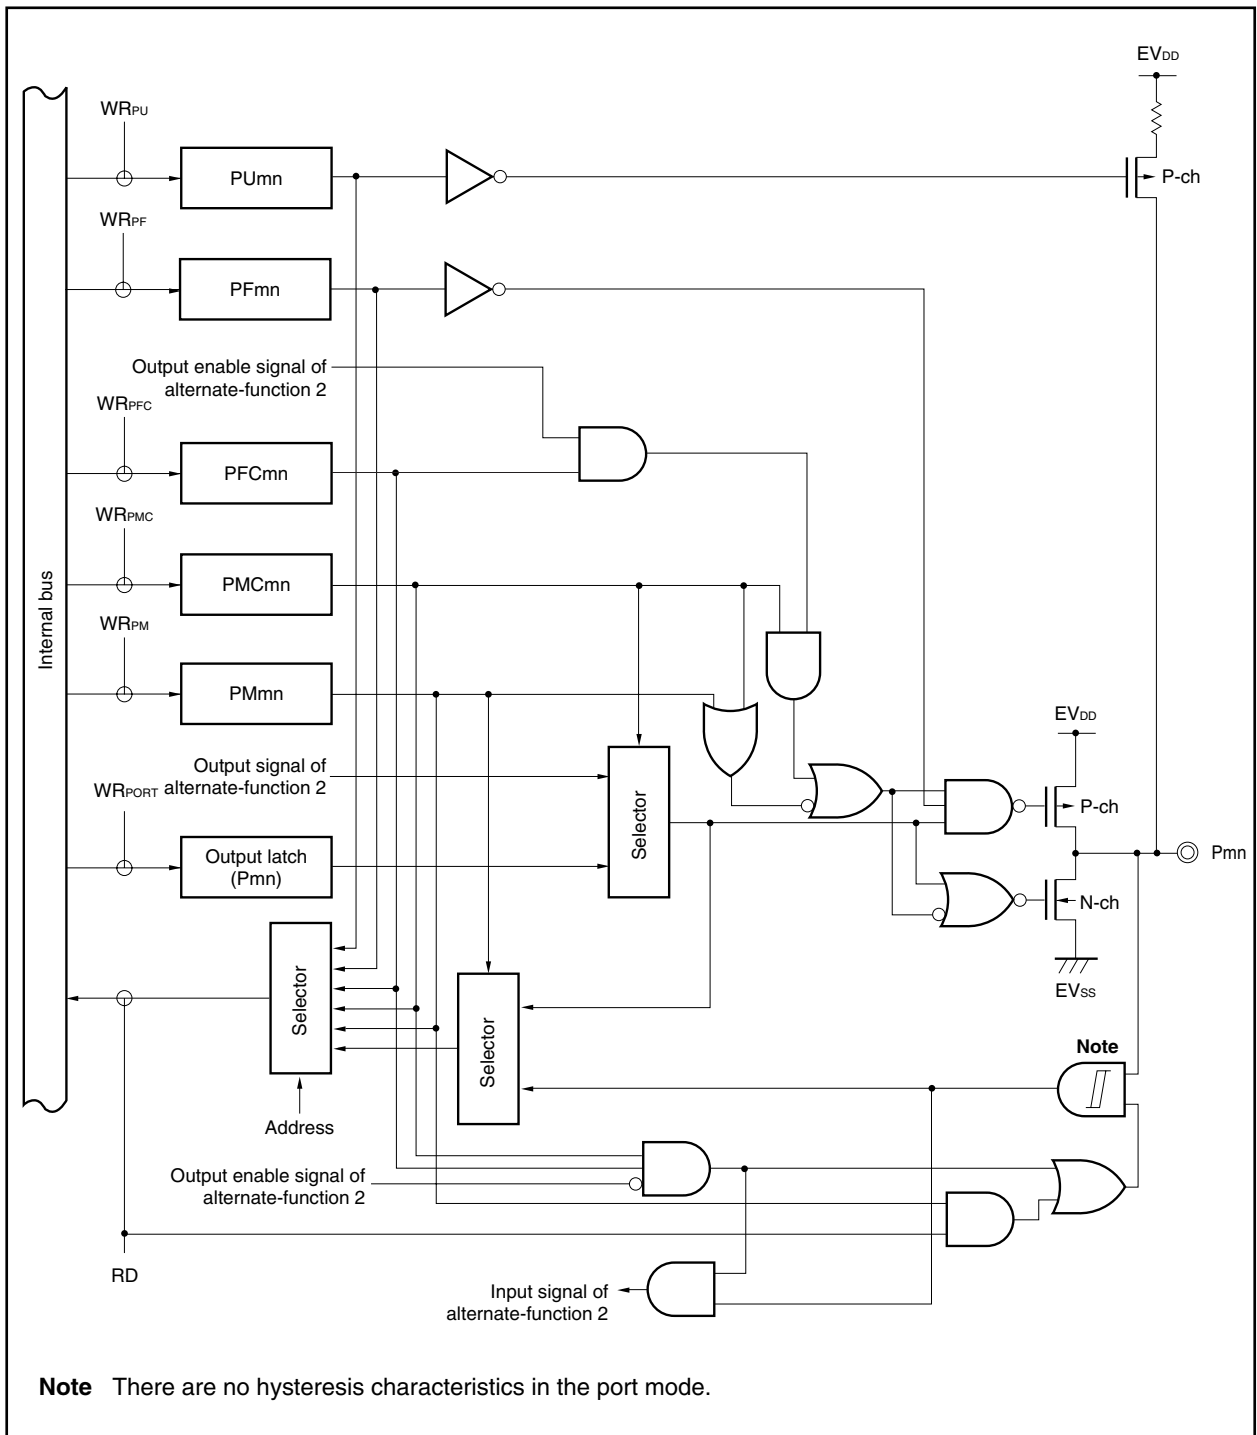 EVDD
WRPU
PUmn
P-ch
WRPF
PFmn
Output enable signal of
alternate-function 2
WRPFC
PFCmn
WRPMC
PMCmn
Internal bus
WRPM
PMmn
EVDD
Output signal of
alternate-function 2
WRPORT
Selector
P-ch
Output latch
(Pmn)
Pmn
N-ch
Selector
Selector
EVSS
Note
Address
Output enable signal of
alternate-function 2
RD
Input signal of
alternate-function 2
Note There are no hysteresis characteristics in the port mode.